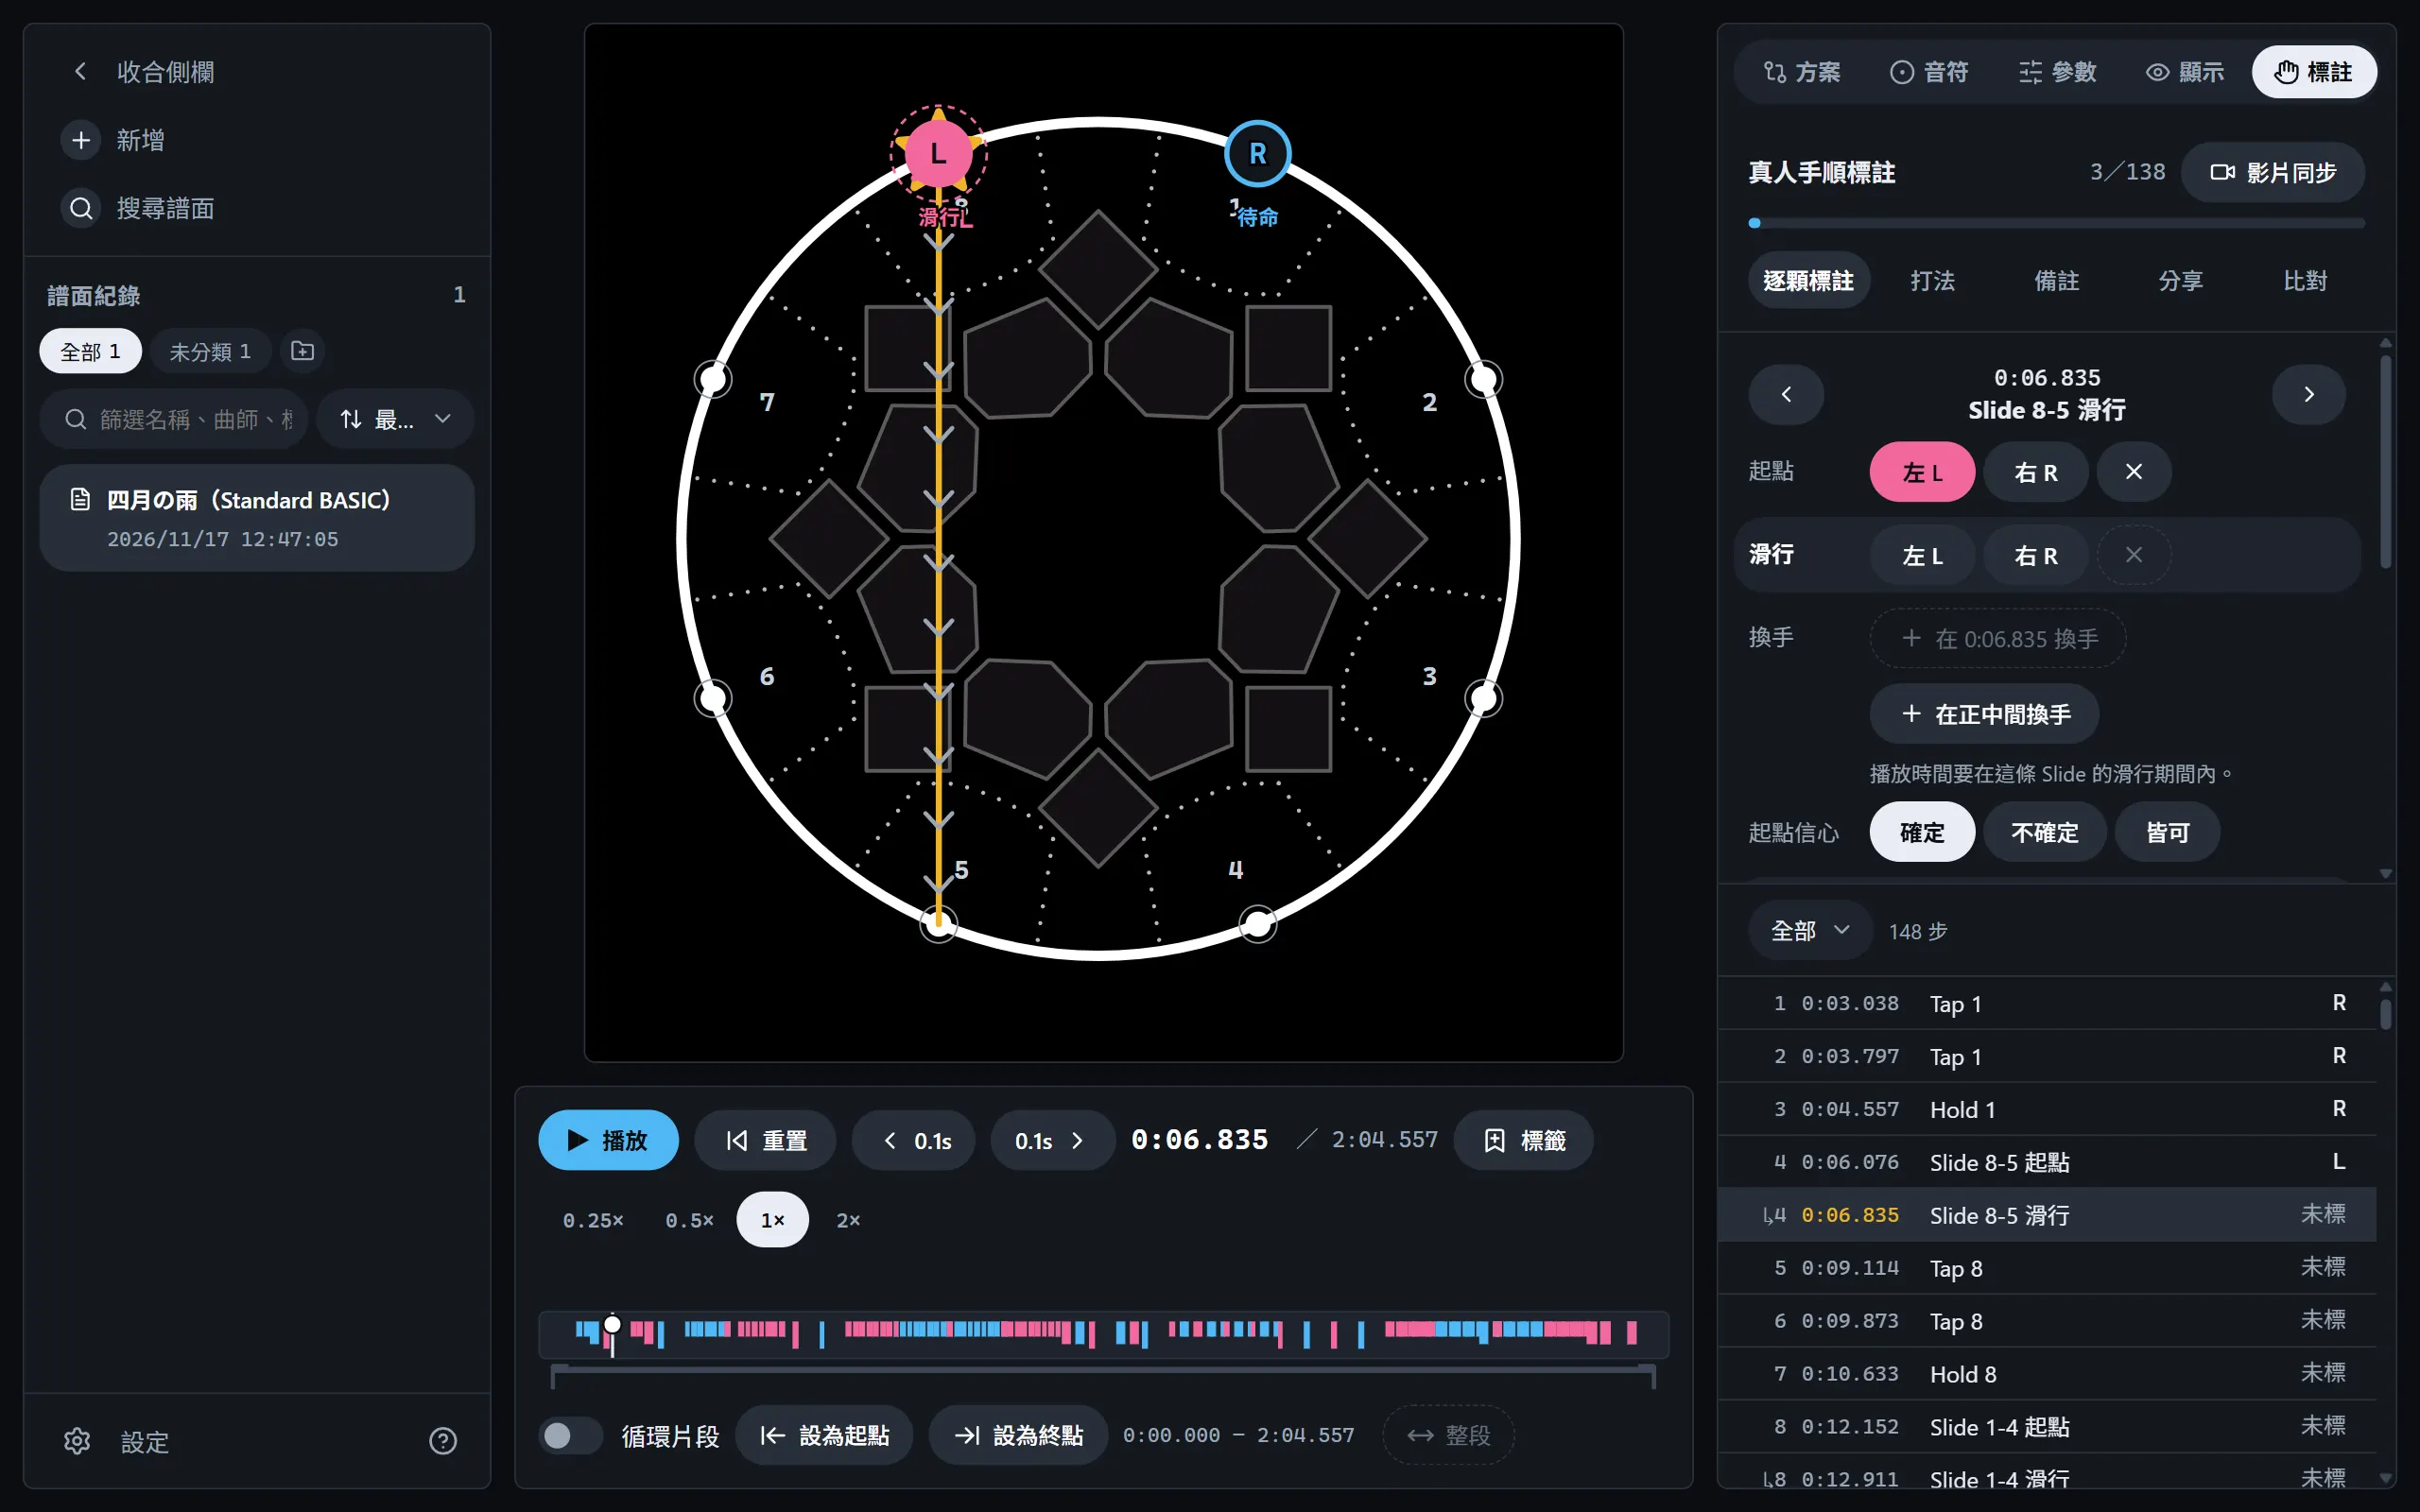 收合側欄
新增
搜尋譜面
譜面紀錄 1
全部 1 未分類 1
篩選名稱、曲師、 最...
四月の雨（Standard BASIC）
2026/11/17 12:47:05
設定
L R
滑行L 1 待命
7 2
6 3
5 4
播放 重置 0.1s 0.1s 0:06.835 ／ 2:04.557 標籤
0.25× 0.5× 1× 2×
循環片段 設為起點 設為終點 0:00.000 – 2:04.557 整段
方案 音符 參數 顯示 標註
真人手順標註 3／138 影片同步
逐顆標註 打法 備註 分享 比對
0:06.835
Slide 8-5 滑行
起點 左 L 右 R
滑行 左 L 右 R
換手 在 0:06.835 換手
在正中間換手
播放時間要在這條 Slide 的滑行期間內。
起點信心 確定 不確定 皆可
全部 148 步
1 0:03.038 Tap 1 R
2 0:03.797 Tap 1 R
3 0:04.557 Hold 1 R
4 0:06.076 Slide 8-5 起點 L
↳4 0:06.835 Slide 8-5 滑行 未標
5 0:09.114 Tap 8 未標
6 0:09.873 Tap 8 未標
7 0:10.633 Hold 8 未標
8 0:12.152 Slide 1-4 起點 未標
↳8 0:12.911 Slide 1-4 滑行 未標